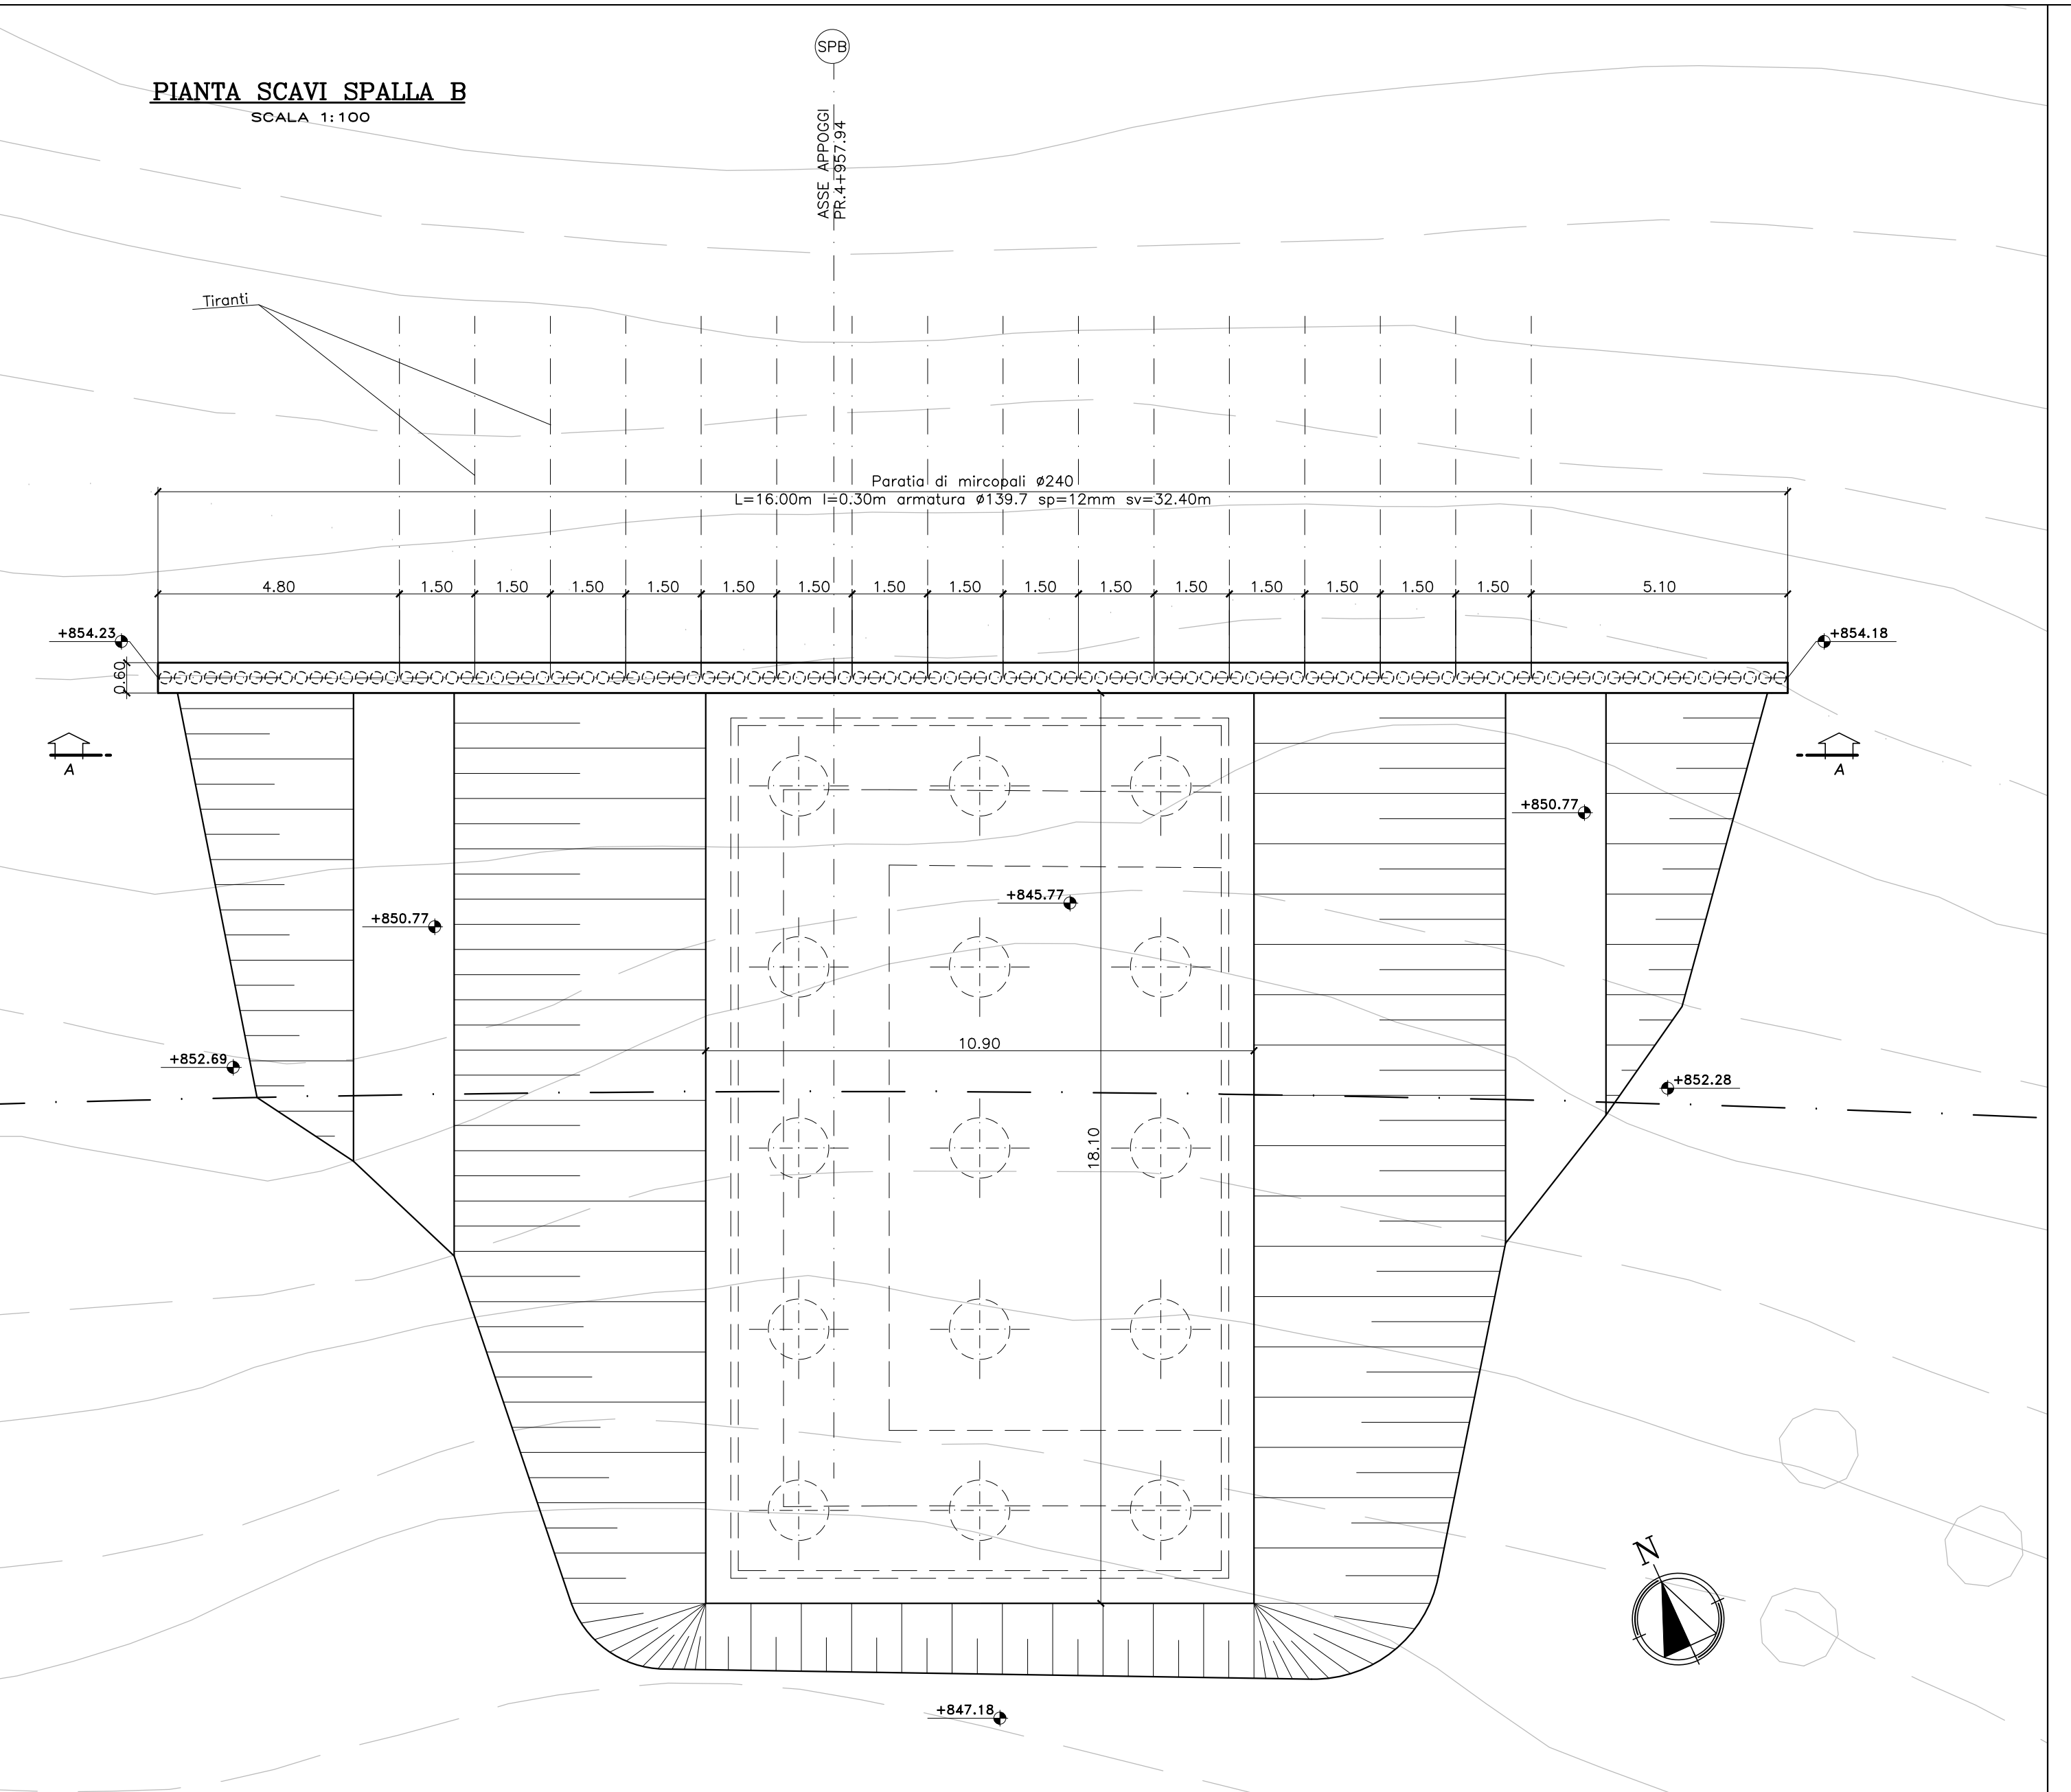 SPB
PIANTA SCAVI SPALLA B
SCALA 1:100
ASSE APPOGGI
PR.4+957.94
Tiranti
Paratia di mircopali ø240
L=16.00m I=0.30m armatura ø139.7 sp=12mm sv=32.40m
4.80 1.50 1.50 1.50 1.50 1.50 1.50 1.50 1.50 1.50 1.50 1.50 1.50 1.50 1.50 1.50 5.10
+854.23
+854.18
0.60
A
A
+850.77
+845.77
+850.77
10.90
+852.69
+852.28
18.10
N
+847.18